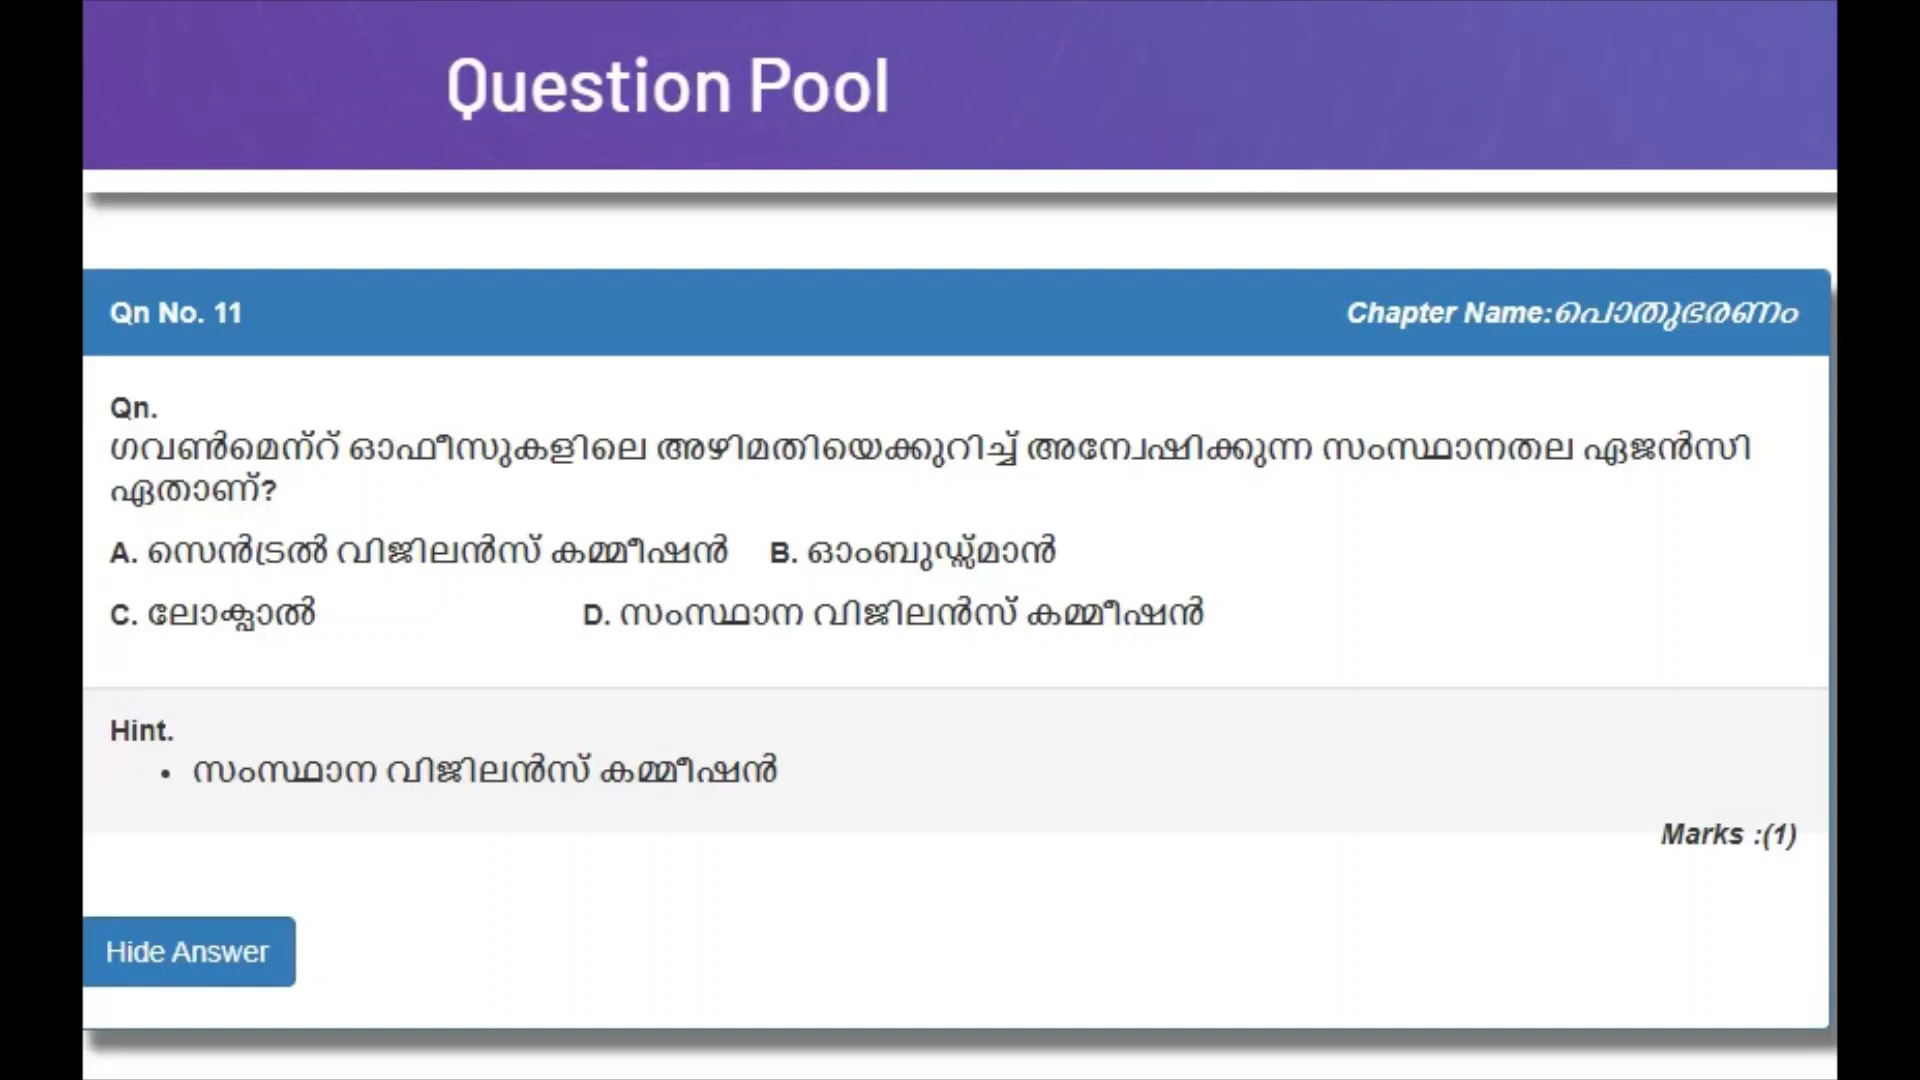 Question Pool
Qn No. 11
Chapter Name:പൊതുഭരണം
Qn.
ഗവൺമെന്റ് ഓഫീസുകളിലെ അഴിമതിയെക്കുറിച്ച് അന്വേഷിക്കുന്ന സംസ്ഥാനതല ഏജൻസി
ഏതാണ്?
A. സെൻട്രൽ വിജിലൻസ് കമ്മീഷൻ B. ഓംബുഡ്സ്മാൻ
C. ലോക്പാൽ D. സംസ്ഥാന വിജിലൻസ് കമ്മീഷൻ
Hint.
• സംസ്ഥാന വിജിലൻസ് കമ്മീഷൻ
Marks :(1)
Hide Answer